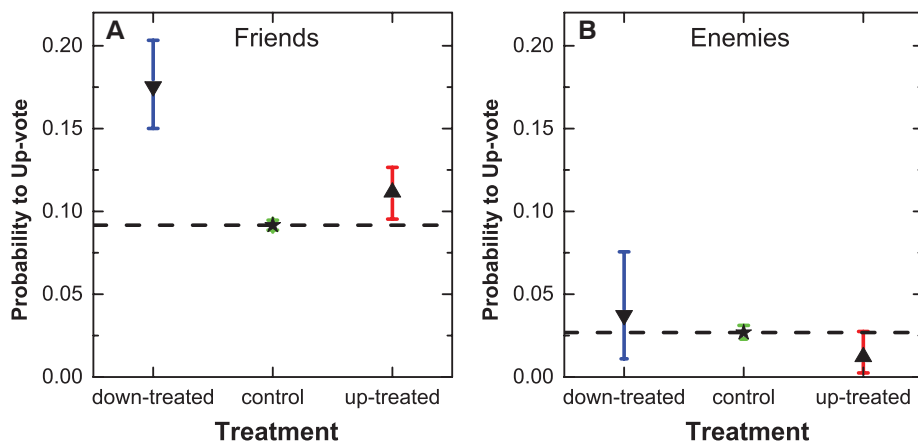 A
Friends
Probability to Up-vote
0.20
0.15
0.10
0.05
0.00
down-treated control up-treated
Treatment
B
Enemies
Probability to Up-vote
0.20
0.15
0.10
0.05
0.00
down-treated control up-treated
Treatment